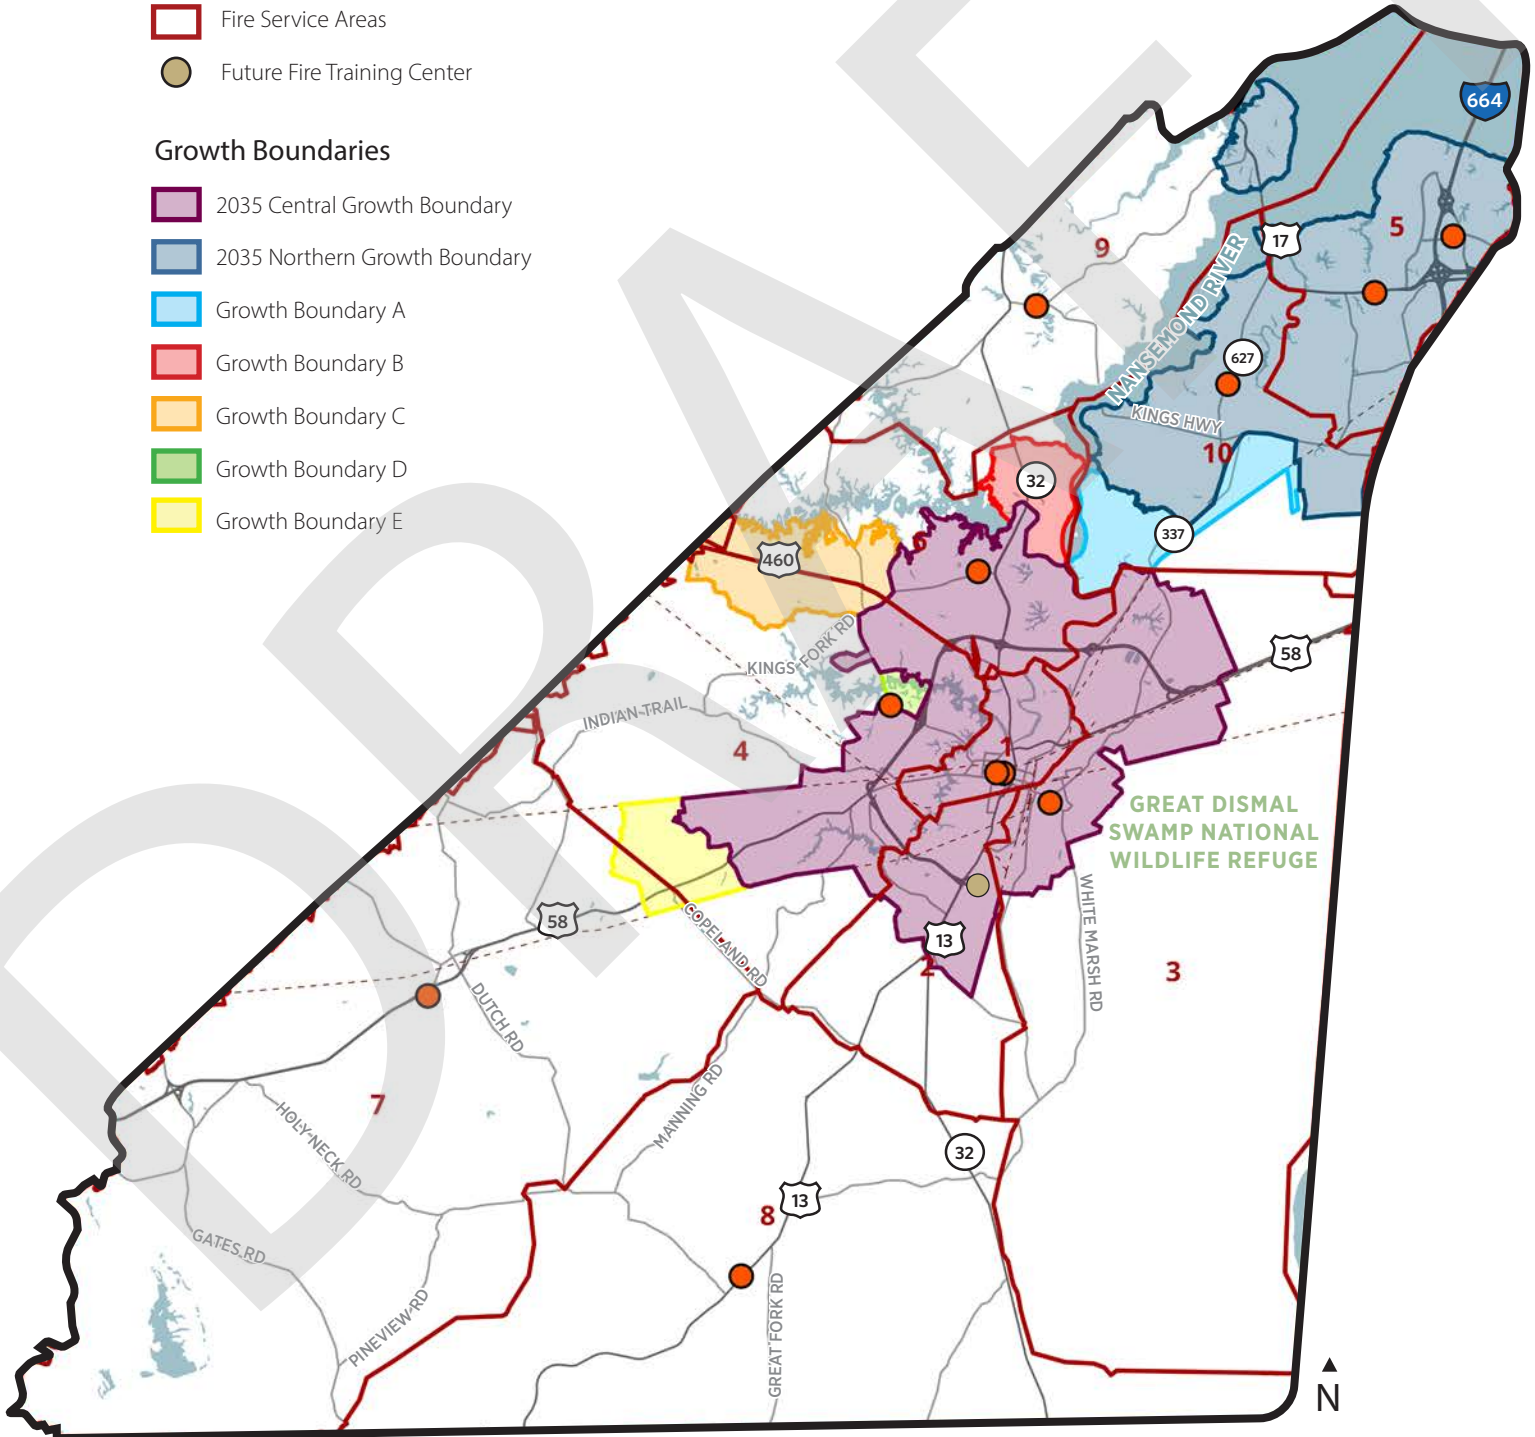 Fire Service Areas
Future Fire Training Center
Growth Boundaries
2035 Central Growth Boundary
2035 Northern Growth Boundary
Growth Boundary A
Growth Boundary B
Growth Boundary C
Growth Boundary D
Growth Boundary E
DRAFT
664
5
17
9
NANSEMOND RIVER
627
KINGS HWY
10
32
337
6
460
KINGS FORK RD
58
INDIAN TRAIL
4
1
GREAT DISMAL
SWAMP NATIONAL
WILDLIFE REFUGE
58
COPELAND RD
13
2
WHITE MARSH RD
3
DUTCH RD
7
HOLY NECK RD
MANNING RD
32
13
8
GATES RD
PINEVIEW RD
GREAT FORK RD
N